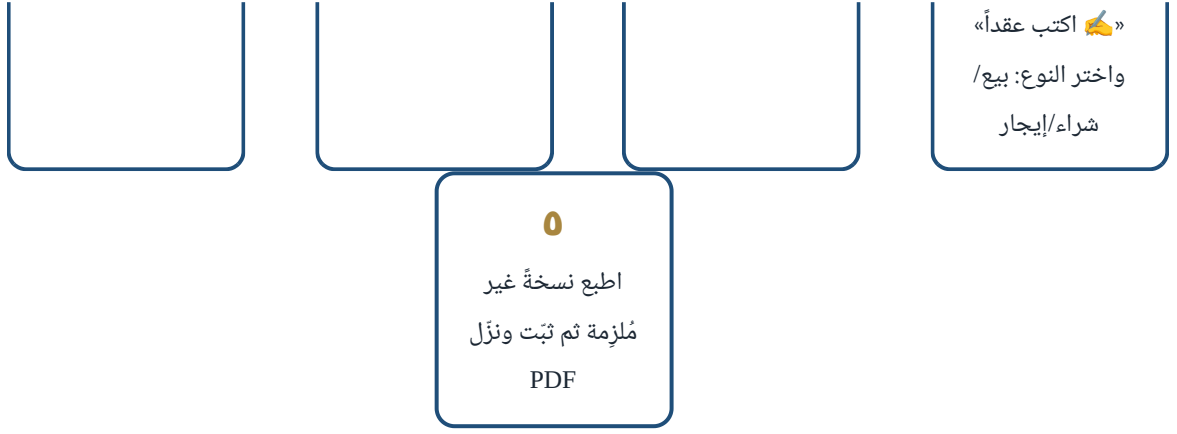 «✍️ اكتب عقداً»
واختر النوع: بيع/
شراء/إيجار
٥
اطبع نسخةً غير
مُلزِمة ثم ثبّت ونزّل
PDF